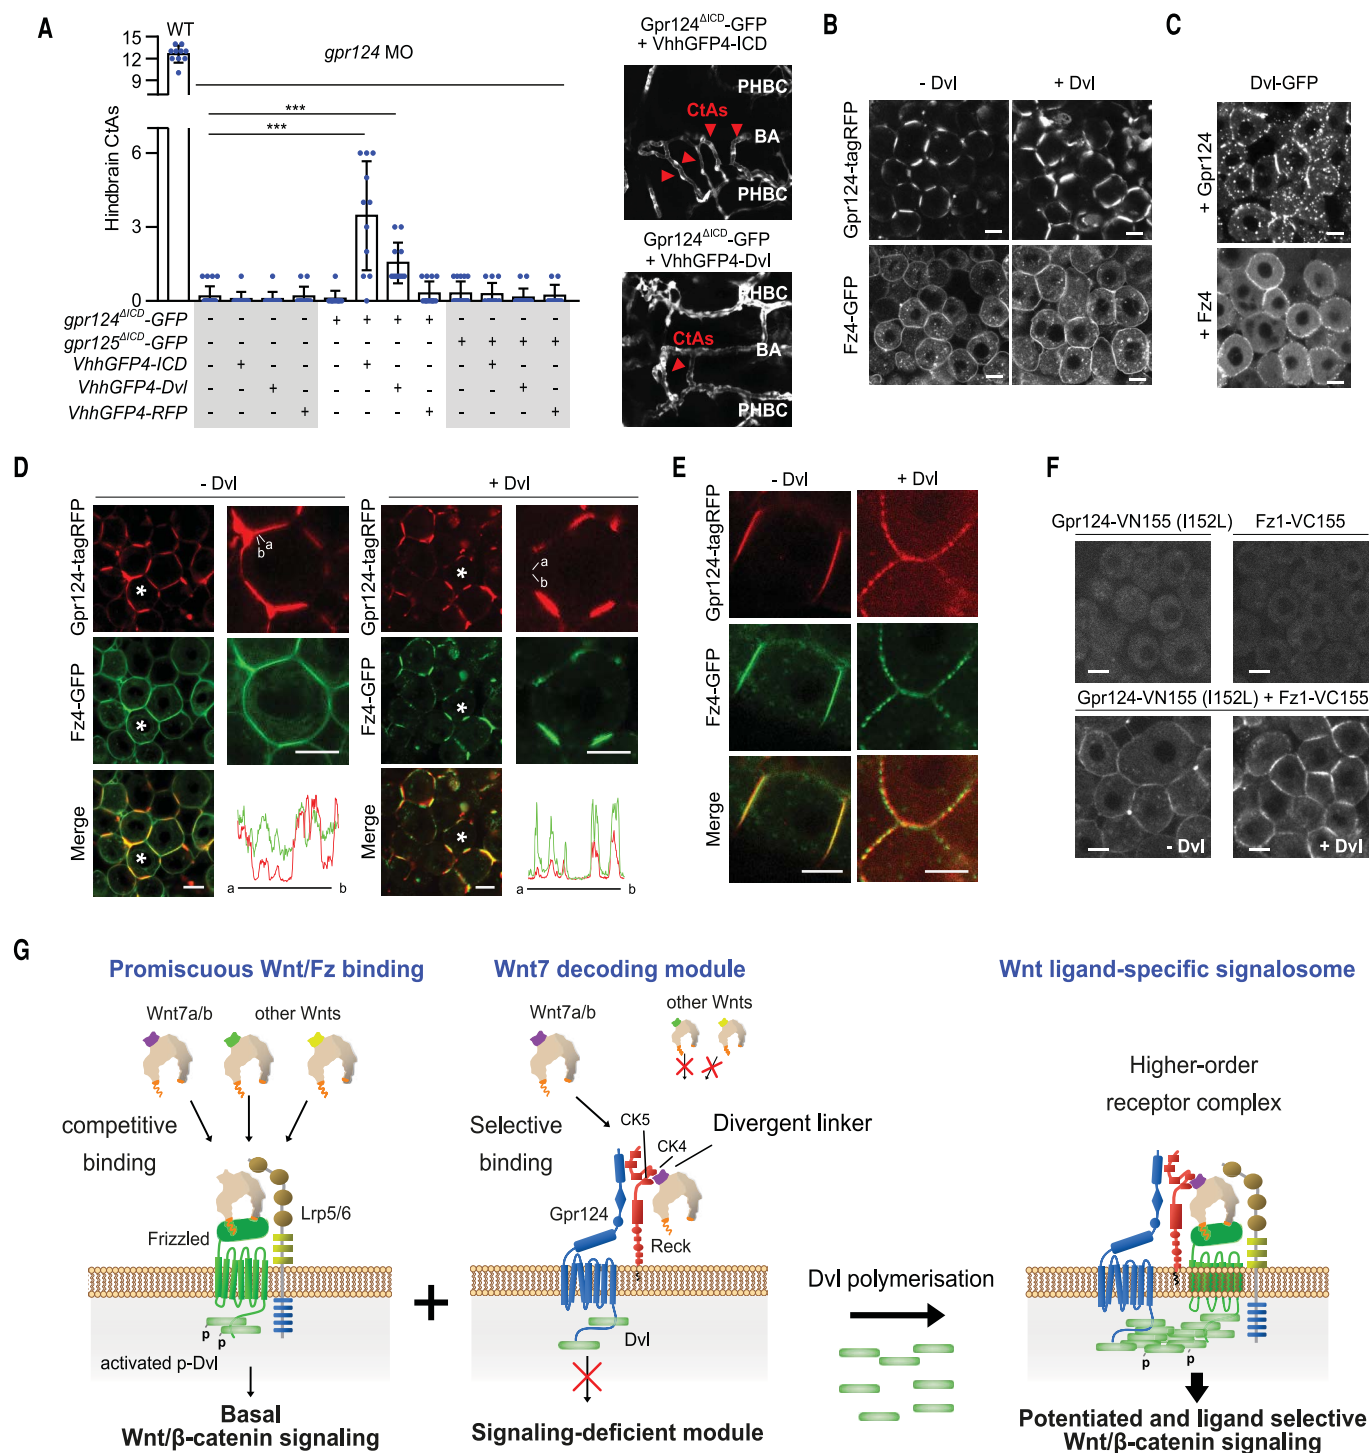 A
WT
15
12
9
6
3
0
Hindbrain CtAs
gpr124 MO
***
***
gpr124ΔICD-GFP - - - - + + + + - - - -
gpr125ΔICD-GFP - - - - - - - - + + + +
VhhGFP4-ICD - + - - - + - - - + - -
VhhGFP4-Dvl - - + - - - + - - - + -
VhhGFP4-RFP - - - + - - - + - - - +
Gpr124ΔICD-GFP
+ VhhGFP4-ICD
PHBC
CtAs
BA
PHBC
Gpr124ΔICD-GFP
+ VhhGFP4-Dvl
PHBC
CtAs
BA
PHBC
B
- Dvl
+ Dvl
Gpr124-tagRFP
Fz4-GFP
C
Dvl-GFP
+ Gpr124
+ Fz4
D
- Dvl
+ Dvl
Gpr124-tagRFP
a
b
*
Fz4-GFP
*
Merge
*
a
b
Gpr124-tagRFP
a
b
*
Fz4-GFP
*
Merge
*
a
b
E
- Dvl
+ Dvl
Gpr124-tagRFP
Fz4-GFP
Merge
F
Gpr124-VN155 (I152L)
Fz1-VC155
Gpr124-VN155 (I152L) + Fz1-VC155
- Dvl
+ Dvl
G
Promiscuous Wnt/Fz binding
Wnt7a/b
other Wnts
competitive
binding
Frizzled
Lrp5/6
p
p
activated p-Dvl
Basal
Wnt/β-catenin signaling
+
Wnt7 decoding module
Wnt7a/b
other Wnts
Selective
binding
CK5
CK4
Divergent linker
Gpr124
Reck
Dvl
Signaling-deficient module
Dvl polymerisation
Wnt ligand-specific signalosome
Higher-order
receptor complex
p
p
Potentiated and ligand selective
Wnt/β-catenin signaling